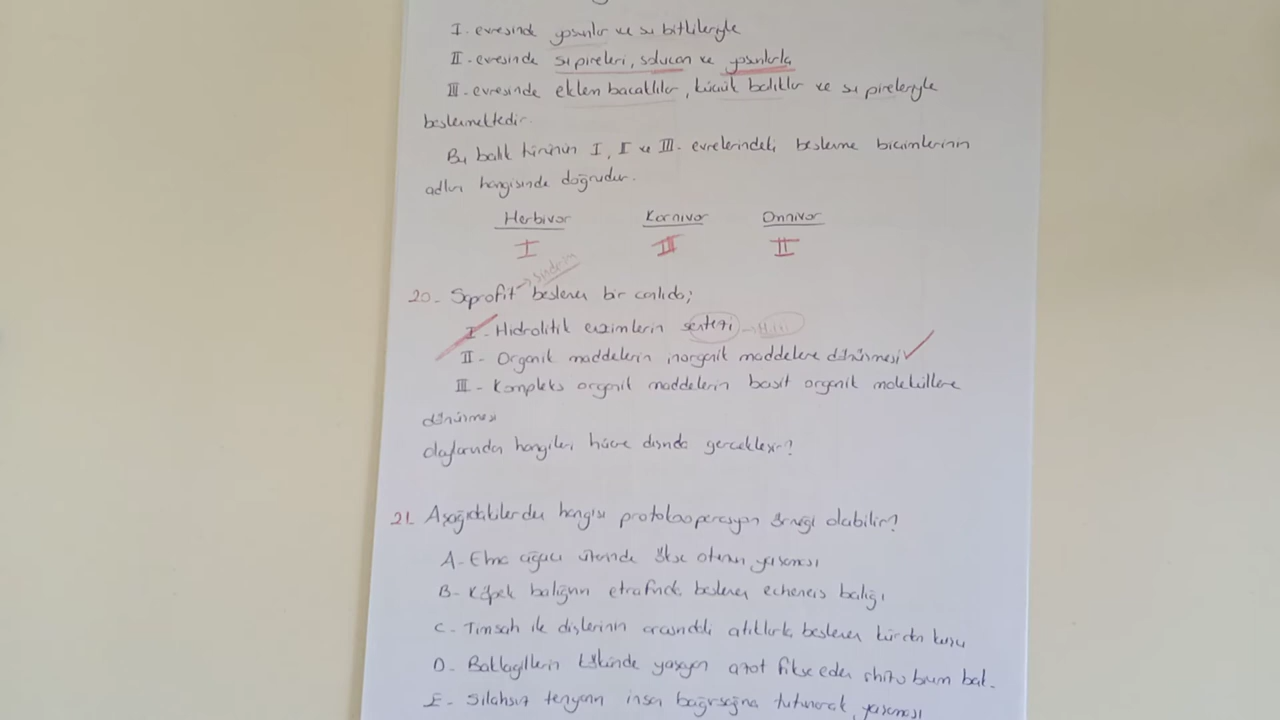 I. evresinde yosunlar ve su bitkileriyle
II - evresinde su pireleri, solucan ve yosunlarla
III - evresinde eklem bacaklılar, küçük balıklar ve su pireleriyle
beslenmektedir.
Bu balık türünün I, II ve III. evrelerindeki beslenme biçimlerinin
adları hangisinde doğrudur.
Herbivor Karnivor Omnivor
I III II
→ sindirim
20- Saprofit beslenen bir canlıda;
I - Hidrolitik enzimlerin sentezi
II - Organik maddelerin inorganik maddelere dönüşmesi ✓
III - Kompleks organik maddelerin basit organik moleküllere
dönüşmesi
olaylarından hangileri hücre dışında gerçekleşir?
21. Aşağıdakilerden hangisi protokooperasyon örneği olabilir?
A- Elma ağacı üzerinde ökse otunun yaşaması
B- Köpek balığının etrafında beslenen echeneis balığı
C- Timsah ile dişlerinin arasındaki atıklarla beslenen kürdan kuşu
D- Baklagillerin kökünde yaşayan azot fikse eden rhizobium bak.
E- Silahsız tenyanın insan bağırsağına tutunarak yaşaması